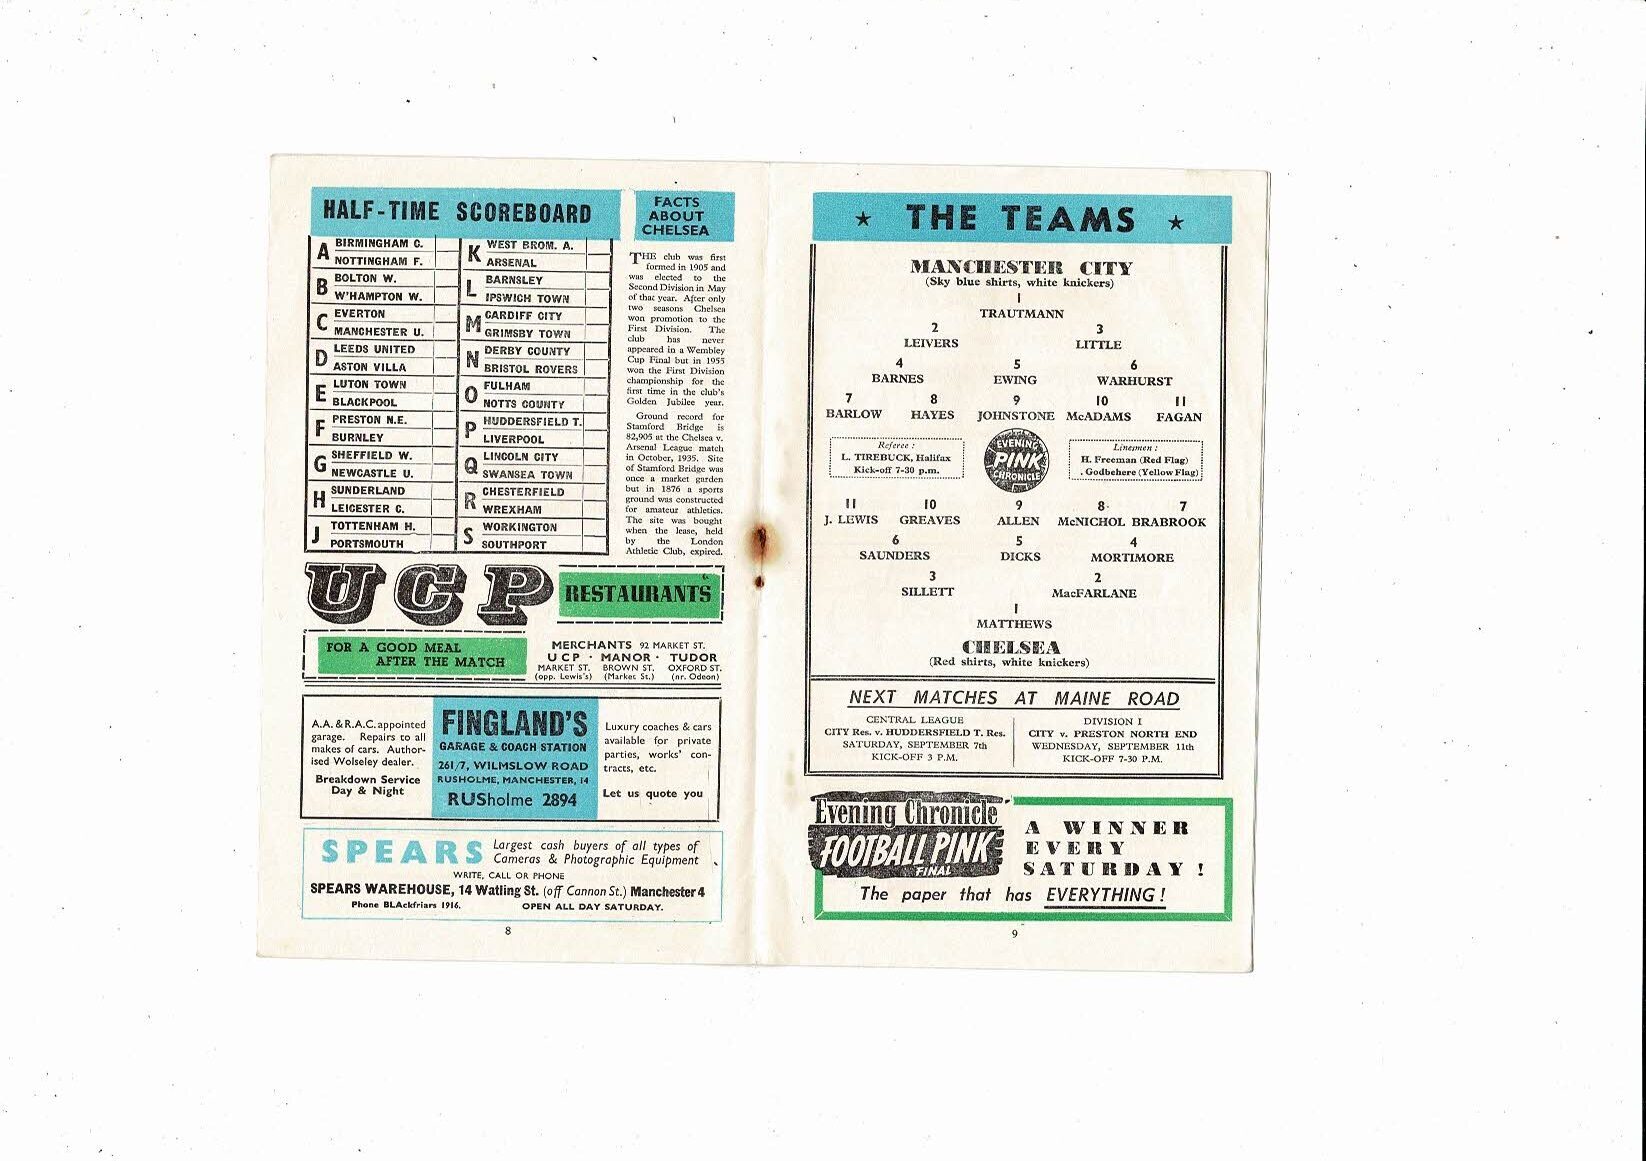 HALF-TIME SCOREBOARD
A BIRMINGHAM C.
NOTTINGHAM F.
B BOLTON W.
W'HAMPTON W.
C EVERTON
MANCHESTER U.
D LEEDS UNITED
ASTON VILLA
E LUTON TOWN
BLACKPOOL
F PRESTON N.E.
BURNLEY
G SHEFFIELD W.
NEWCASTLE U.
H SUNDERLAND
LEICESTER C.
J TOTTENHAM H.
PORTSMOUTH
K WEST BROM. A.
ARSENAL
L BARNSLEY
IPSWICH TOWN
M CARDIFF CITY
GRIMSBY TOWN
N DERBY COUNTY
BRISTOL ROVERS
O FULHAM
NOTTS COUNTY
P HUDDERSFIELD T.
LIVERPOOL
Q LINCOLN CITY
SWANSEA TOWN
R CHESTERFIELD
WREXHAM
S WORKINGTON
SOUTHPORT
FACTS
ABOUT
CHELSEA
THE club was first
formed in 1905 and
was elected to the
Second Division in May
of that year. After only
two seasons Chelsea
won promotion to the
First Division. The
club has never
appeared in a Wembley
Cup Final but in 1955
won the First Division
championship for the
first time in the club's
Golden Jubilee year.
Ground record for
Stamford Bridge is
82,905 at the Chelsea v.
Arsenal League match
in October, 1935. Site
of Stamford Bridge was
once a market garden
but in 1876 a sports
ground was constructed
for amateur athletics.
The site was bought
when the lease, held
by the London
Athletic Club, expired.
UCP RESTAURANTS
FOR A GOOD MEAL
AFTER THE MATCH
MERCHANTS 92 MARKET ST.
UCP · MANOR · TUDOR
MARKET ST. BROWN ST. OXFORD ST.
(opp. Lewis's) (Market St.) (nr. Odeon)
A.A. & R.A.C. appointed
garage. Repairs to all
makes of cars. Author-
ised Wolseley dealer.
Breakdown Service
Day & Night
FINGLAND'S
GARAGE & COACH STATION
261/7, WILMSLOW ROAD
RUSHOLME, MANCHESTER, 14
RUSholme 2894
Luxury coaches & cars
available for private
parties, works' con-
tracts, etc.
Let us quote you
SPEARS Largest cash buyers of all types of
Cameras & Photographic Equipment
WRITE, CALL OR PHONE
SPEARS WAREHOUSE, 14 Watling St. (off Cannon St.) Manchester 4
Phone BLAckfriars 1916. OPEN ALL DAY SATURDAY.
8
★ THE TEAMS ★
MANCHESTER CITY
(Sky blue shirts, white knickers)
1
TRAUTMANN
2 3
LEIVERS LITTLE
4 5 6
BARNES EWING WARHURST
7 8 9 10 11
BARLOW HAYES JOHNSTONE McADAMS FAGAN
Referee :
L. TIREBUCK, Halifax
Kick-off 7-30 p.m.
EVENING
PINK
CHRONICLE
Linesmen :
H. Freeman (Red Flag)
. Godbehere (Yellow Flag)
11 10 9 8 7
J. LEWIS GREAVES ALLEN McNICHOL BRABROOK
6 5 4
SAUNDERS DICKS MORTIMORE
3 2
SILLETT MacFARLANE
1
MATTHEWS
CHELSEA
(Red shirts, white knickers)
NEXT MATCHES AT MAINE ROAD
CENTRAL LEAGUE
CITY Res. v. HUDDERSFIELD T. Res.
SATURDAY, SEPTEMBER 7th
KICK-OFF 3 P.M.
DIVISION I
CITY v. PRESTON NORTH END
WEDNESDAY, SEPTEMBER 11th
KICK-OFF 7-30 P.M.
Evening Chronicle
FOOTBALL PINK
FINAL
A WINNER
EVERY
SATURDAY !
The paper that has EVERYTHING !
9